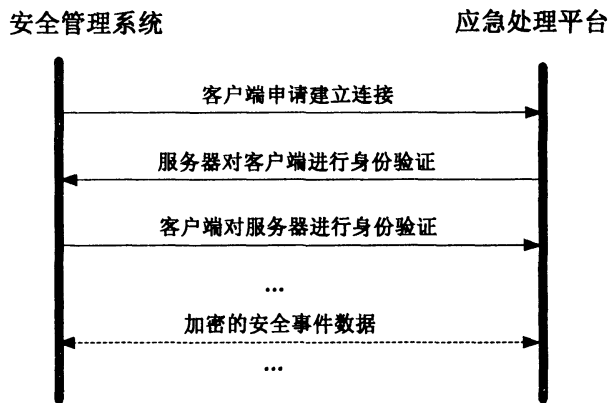 安全管理系统
应急处理平台
客户端申请建立连接
服务器对客户端进行身份验证
客户端对服务器进行身份验证
...
加密的安全事件数据
...